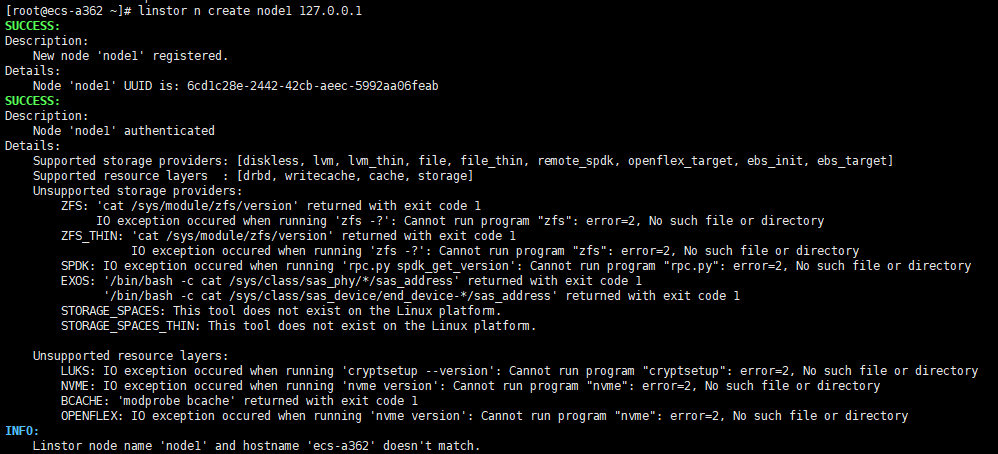 [root@ecs-a362 ~]# linstor n create node1 127.0.0.1
SUCCESS:
Description:
    New node 'node1' registered.
Details:
    Node 'node1' UUID is: 6cd1c28e-2442-42cb-aeec-5992aa06feab
SUCCESS:
Description:
    Node 'node1' authenticated
Details:
    Supported storage providers: [diskless, lvm, lvm_thin, file, file_thin, remote_spdk, openflex_target, ebs_init, ebs_target]
    Supported resource layers  : [drbd, writecache, cache, storage]
    Unsupported storage providers:
        ZFS: 'cat /sys/module/zfs/version' returned with exit code 1
             IO exception occured when running 'zfs -?': Cannot run program "zfs": error=2, No such file or directory
        ZFS_THIN: 'cat /sys/module/zfs/version' returned with exit code 1
                  IO exception occured when running 'zfs -?': Cannot run program "zfs": error=2, No such file or directory
        SPDK: IO exception occured when running 'rpc.py spdk_get_version': Cannot run program "rpc.py": error=2, No such file or directory
        EXOS: '/bin/bash -c cat /sys/class/sas_phy/*/sas_address' returned with exit code 1
              '/bin/bash -c cat /sys/class/sas_device/end_device-*/sas_address' returned with exit code 1
        STORAGE_SPACES: This tool does not exist on the Linux platform.
        STORAGE_SPACES_THIN: This tool does not exist on the Linux platform.

    Unsupported resource layers:
        LUKS: IO exception occured when running 'cryptsetup --version': Cannot run program "cryptsetup": error=2, No such file or directory
        NVME: IO exception occured when running 'nvme version': Cannot run program "nvme": error=2, No such file or directory
        BCACHE: 'modprobe bcache' returned with exit code 1
        OPENFLEX: IO exception occured when running 'nvme version': Cannot run program "nvme": error=2, No such file or directory
INFO:
    Linstor node name 'node1' and hostname 'ecs-a362' doesn't match.